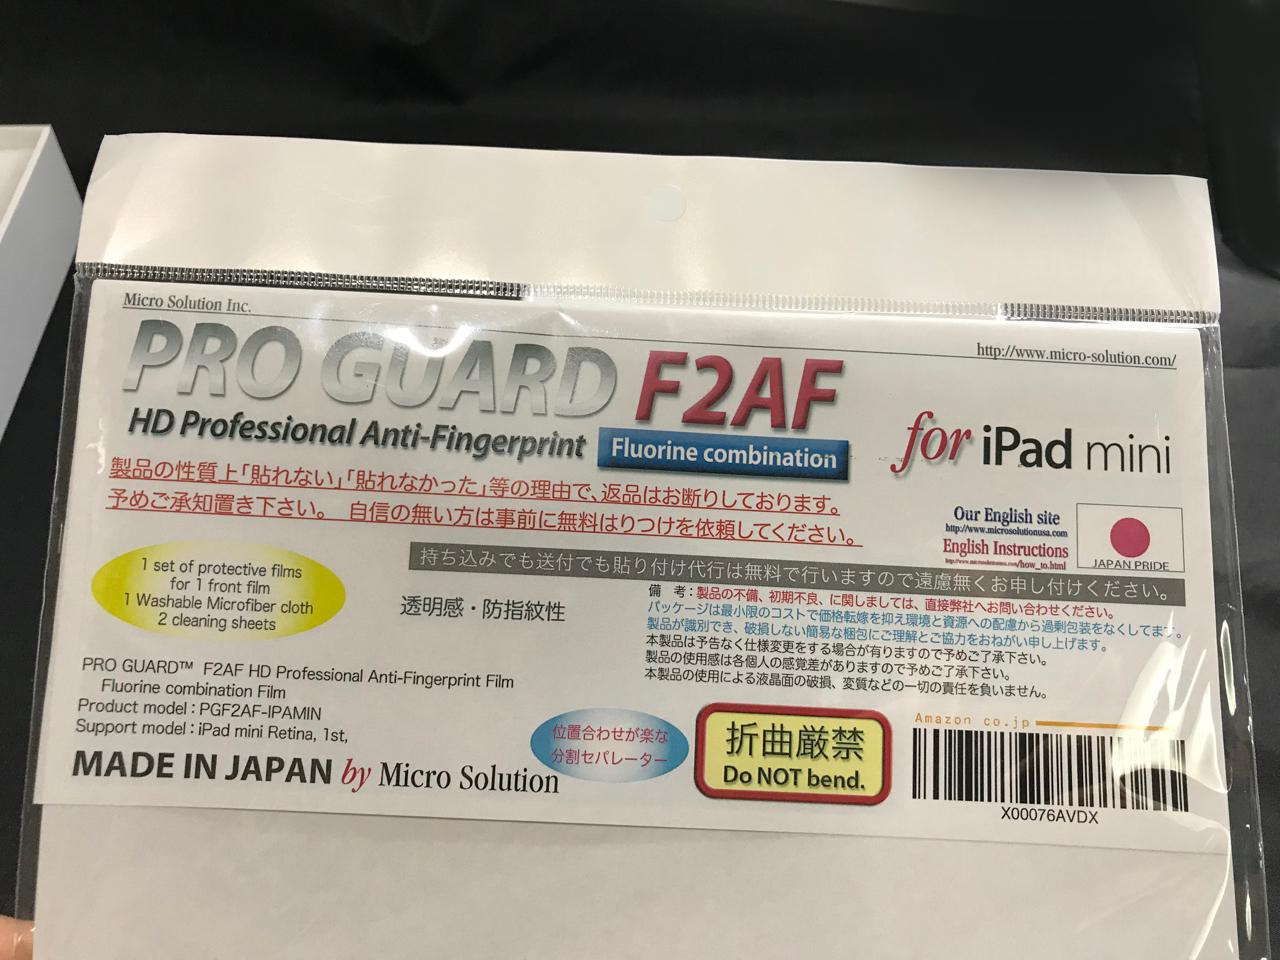 Micro Solution Inc.
http://www.micro-solution.com/
PRO GUARD F2AF
HD Professional Anti-Fingerprint
Fluorine combination
for iPad mini
製品の性質上「貼れない」「貼れなかった」等の理由で、返品はお断りしております。
予めご承知置き下さい。 自信の無い方は事前に無料はりつけを依頼してください。
Our English site
http://www.microsolutionusa.com
English Instructions
http://www.microsolutionusa.com/how_to.html
JAPAN PRIDE
持ち込みでも送付でも貼り付け代行は無料で行いますので遠慮無くお申し付けください。
1 set of protective films
for 1 front film
1 Washable Microfiber cloth
2 cleaning sheets
透明感・防指紋性
備 考：製品の不備、初期不良、に関しましては、直接弊社へお問い合わせください。
パッケージは最小限のコストで価格転嫁を抑え環境と資源への配慮から過剰包装をなくしてます。
製品が識別でき、破損しない簡易な梱包にご理解とご協力をおねがい申し上げます。
本製品は予告なく仕様変更をする場合が有りますので予めご了承下さい。
製品の使用感は各個人の感覚差がありますので予めご了承下さい。
本製品の使用による液晶面の破損、変質などの一切の責任を負いません。
PRO GUARD™ F2AF HD Professional Anti-Fingerprint Film
Fluorine combination Film
Product model : PGF2AF-IPAMIN
Support model : iPad mini Retina, 1st,
MADE IN JAPAN by Micro Solution
位置合わせが楽な
分割セパレーター
折曲厳禁
Do NOT bend.
Amazon co.jp
X00076AVDX